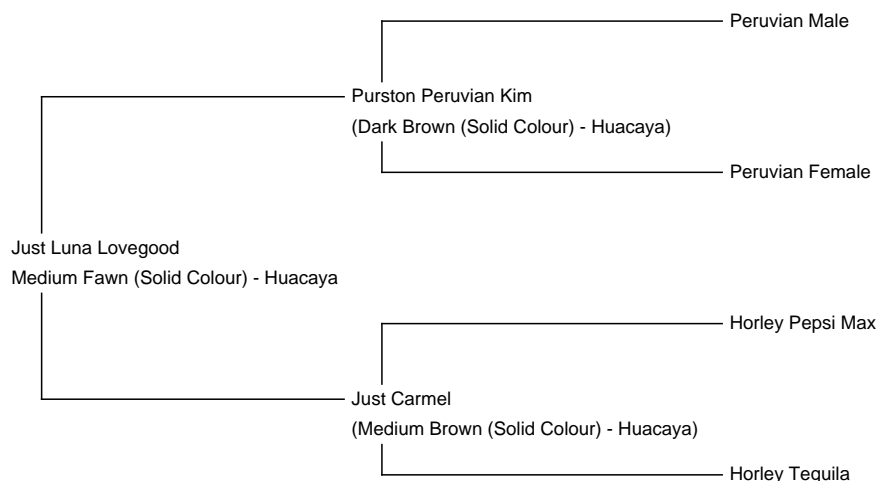 Peruvian Male
Purston Peruvian Kim
(Dark Brown (Solid Colour) - Huacaya)
Peruvian Female
Just Luna Lovegood
Medium Fawn (Solid Colour) - Huacaya
Horley Pepsi Max
Just Carmel
(Medium Brown (Solid Colour) - Huacaya)
Horley Tequila